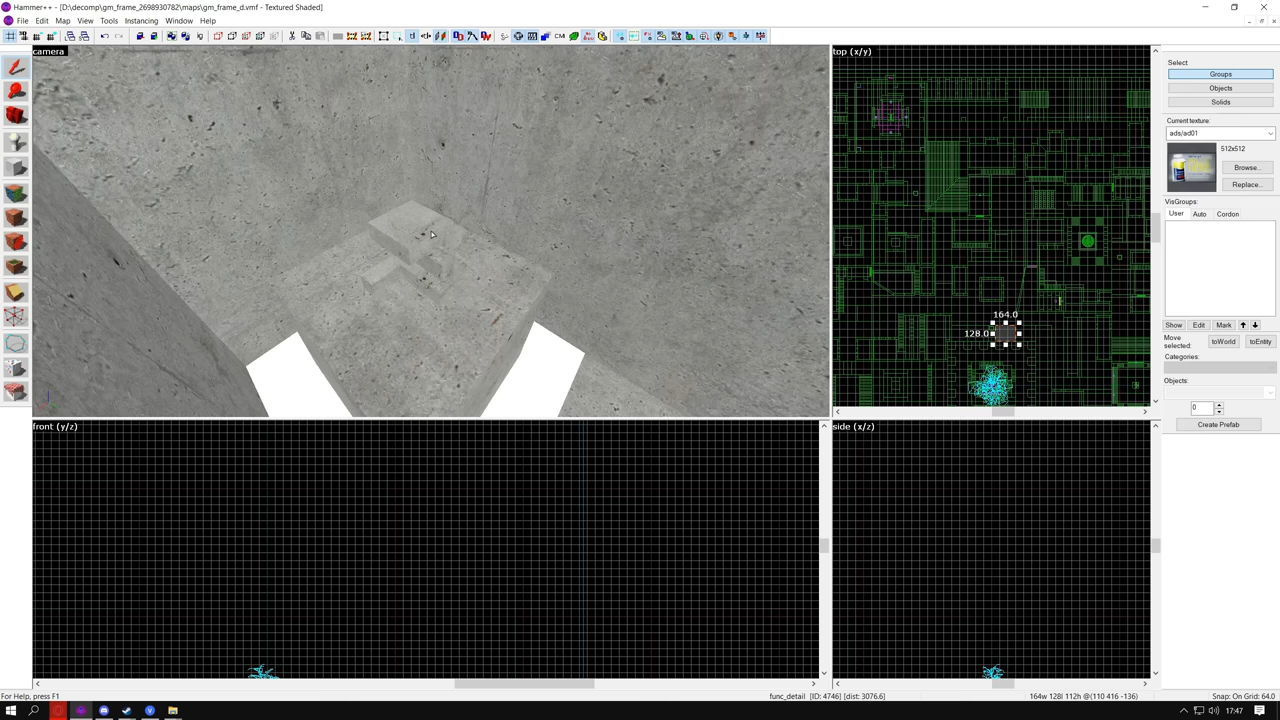 Hammer++ - [D:\decomp\gm_frame_2698930782\maps\gm_frame_d.vmf - Textured Shaded]
File Edit Map View Tools Instancing Window Help
camera
top (x/y)
164.0
128.0
front (y/z)
side (x/z)
Select:
Groups
Objects
Solids
Current texture:
ads/ad01
512x512
Browse...
Replace...
VisGroups:
User Auto Cordon
Show Edit Mark
Move selected:
toWorld toEntity
Categories:
Objects:
0
Create Prefab
For Help, press F1
func_detail [ID: 4746] [dist: 3076.6]
164w 128l 112h @(110 416 -136)
Snap: On Grid: 64.0
17:47